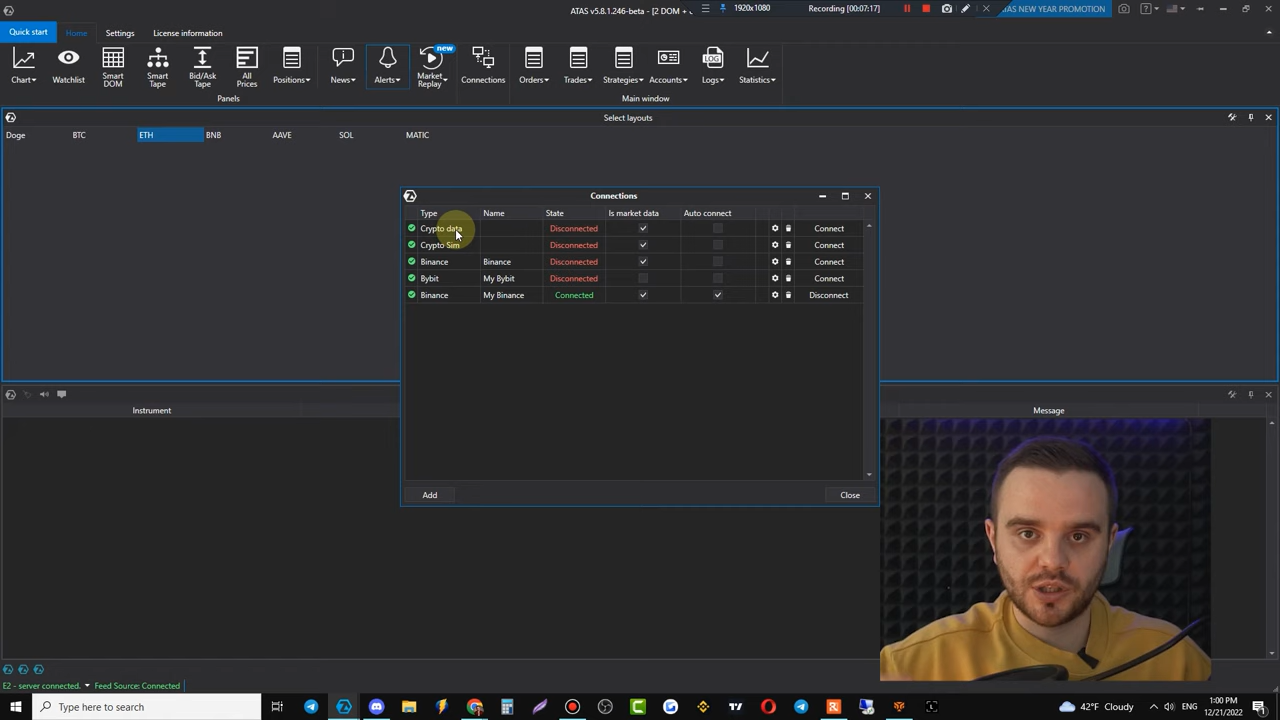 ATAS v5.8.1.246-beta - [2 DOM +
1920x1080
Recording [00:07:17]
ATAS NEW YEAR PROMOTION
Quick start
Home
Settings
License information
Chart
Watchlist
Smart DOM
Smart Tape
Bid/Ask Tape
All Prices
Positions
News
Alerts
new
Market Replay
Connections
Orders
Trades
Strategies
Accounts
LOG
Logs
Statistics
Panels
Main window
Select layouts
Doge
BTC
ETH
BNB
AAVE
SOL
MATIC
Connections
Type
Name
State
Is market data
Auto connect
Crypto data
Disconnected
Connect
Crypto Sim
Disconnected
Connect
Binance
Binance
Disconnected
Connect
Bybit
My Bybit
Disconnected
Connect
Binance
My Binance
Connected
Disconnect
Add
Close
Instrument
Message
E2 - server connected.
Feed Source: Connected
Type here to search
42°F Cloudy
ENG
1:00 PM
12/21/2022
1